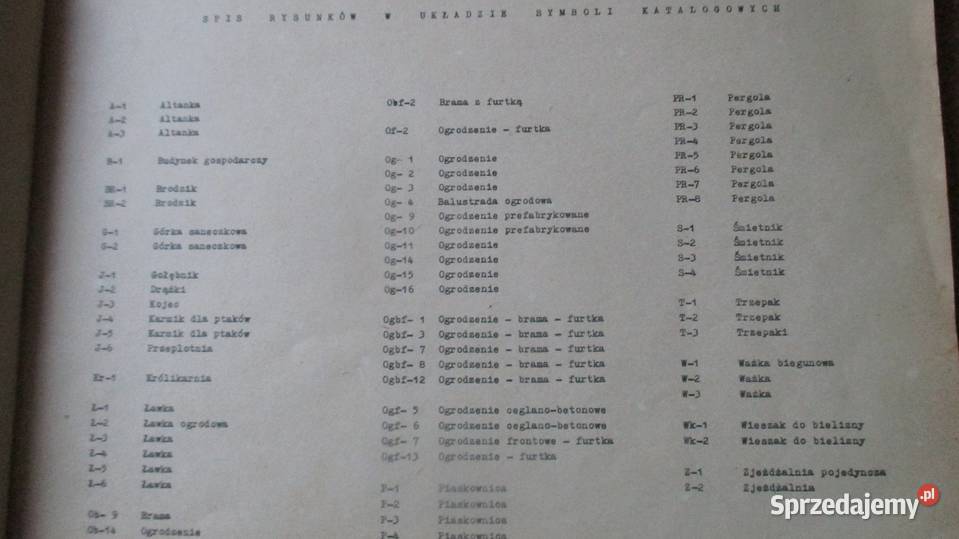 SPIS RYSUNKÓW W UKŁADZIE SYMBOLI KATALOGOWYCH
A-1 Altanka
A-2 Altanka
A-3 Altanka
B-1 Budynek gospodarczy
BR-1 Brodzik
BR-2 Brodzik
G-1 Górka saneczkowa
G-2 Górka saneczkowa
J-1 Gołębnik
J-2 Drążki
J-3 Kojec
J-4 Karmik dla ptaków
J-5 Karmik dla ptaków
J-6 Przeplotnia
Kr-1 Królikarnia
Ł-1 Ławka
Ł-2 Ławka ogrodowa
Ł-3 Ławka
Ł-4 Ławka
Ł-5 Ławka
Ł-6 Ławka
Ob- 9 Brama
Ob-14 Ogrodzenie
Obf-2 Brama z furtką
Of-2 Ogrodzenie - furtka
Og- 1 Ogrodzenie
Og- 2 Ogrodzenie
Og- 3 Ogrodzenie
Og- 4 Balustrada ogrodowa
Og- 9 Ogrodzenie prefabrykowane
Og-10 Ogrodzenie prefabrykowane
Og-11 Ogrodzenie
Og-14 Ogrodzenie
Og-15 Ogrodzenie
Og-16 Ogrodzenie
Ogbf- 1 Ogrodzenie - brama - furtka
Ogbf- 3 Ogrodzenie - brama - furtka
Ogbf- 7 Ogrodzenie - brama - furtka
Ogbf- 8 Ogrodzenie - brama - furtka
Ogbf-12 Ogrodzenie - brama - furtka
Ogf- 5 Ogrodzenie ceglano-betonowe
Ogf- 6 Ogrodzenie ceglano-betonowe
Ogf- 7 Ogrodzenie frontowe - furtka
Ogf-13 Ogrodzenie - furtka
P-1 Piaskownica
P-2 Piaskownica
P-3 Piaskownica
P-4 Piaskownica
PR-1 Pergola
PR-2 Pergola
PR-3 Pergola
PR-4 Pergola
PR-5 Pergola
PR-6 Pergola
PR-7 Pergola
PR-8 Pergola
S-1 Śmietnik
S-2 Śmietnik
S-3 Śmietnik
S-4 Śmietnik
T-1 Trzepak
T-2 Trzepak
T-3 Trzepaki
W-1 Ważka biegunowa
W-2 Ważka
W-3 Ważka
Wk-1 Wieszak do bielizny
Wk-2 Wieszak do bielizny
Z-1 Zjeżdżalnia pojedyncza
Z-2 Zjeżdżalnia
Sprzedajemy.pl